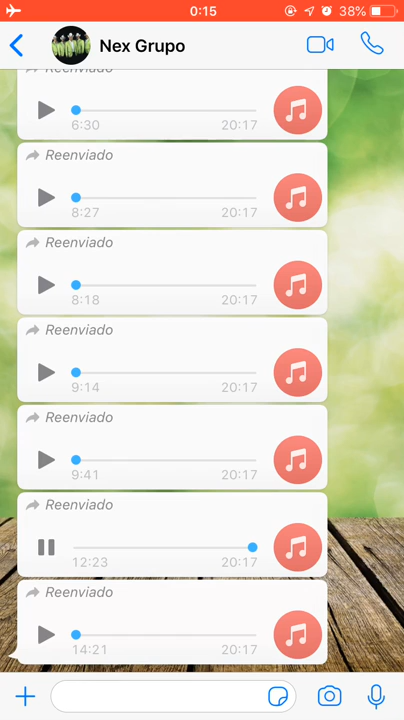 0:15
38%
Nex Grupo
Reenviado
6:30 20:17
Reenviado
8:27 20:17
Reenviado
8:18 20:17
Reenviado
9:14 20:17
Reenviado
9:41 20:17
Reenviado
12:23 20:17
Reenviado
14:21 20:17